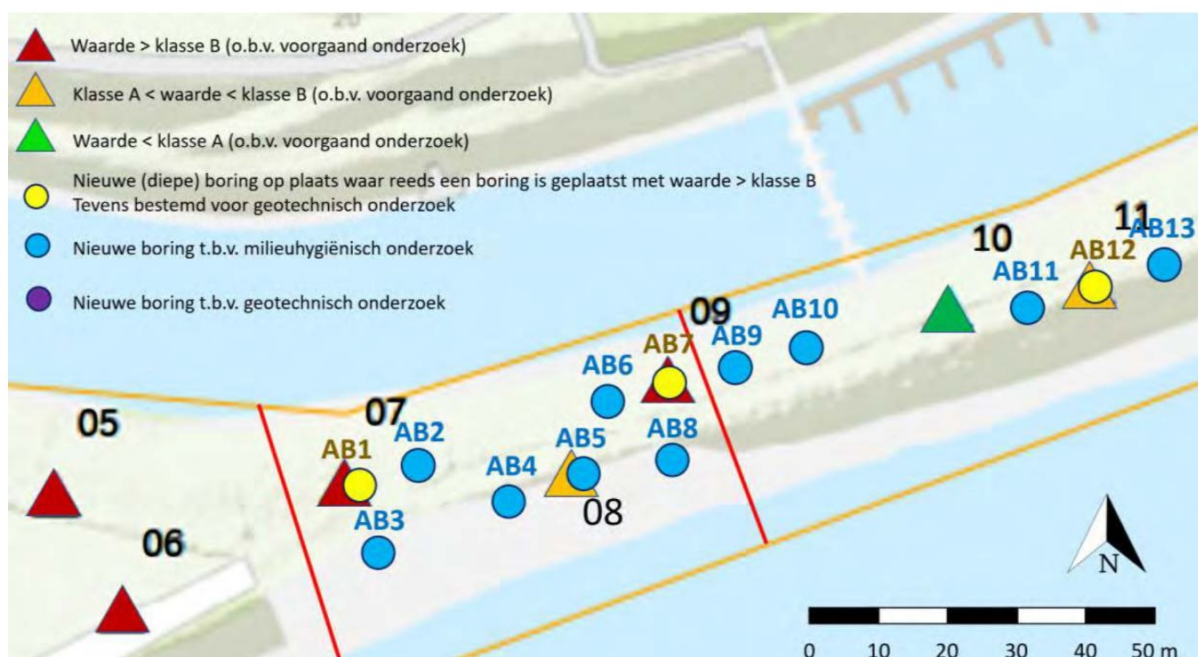 20
Waarde > klasse B (o.b.v. voorgaand onderzoek)
Klasse A < waarde < klasse B (o.b.v. voorgaand onderzoek)
Waarde < klasse A (o.b.v. voorgaand onderzoek)
Nieuwe (diepe) boring op plaats waar reeds een boring is geplaatst met waarde > klasse B
Tevens bestemd voor geotechnisch onderzoek
Nieuwe boring t.b.v. milieuhygiënisch onderzoek
Nieuwe boring t.b.v. geotechnisch onderzoek
11
AB13
10
AB12
AB11
09
AB10
AB9
AB7
AB6
07
05
AB2
AB1
AB8
AB5
AB4
08
AB3
06
N
0 10 20 30 40 50 m